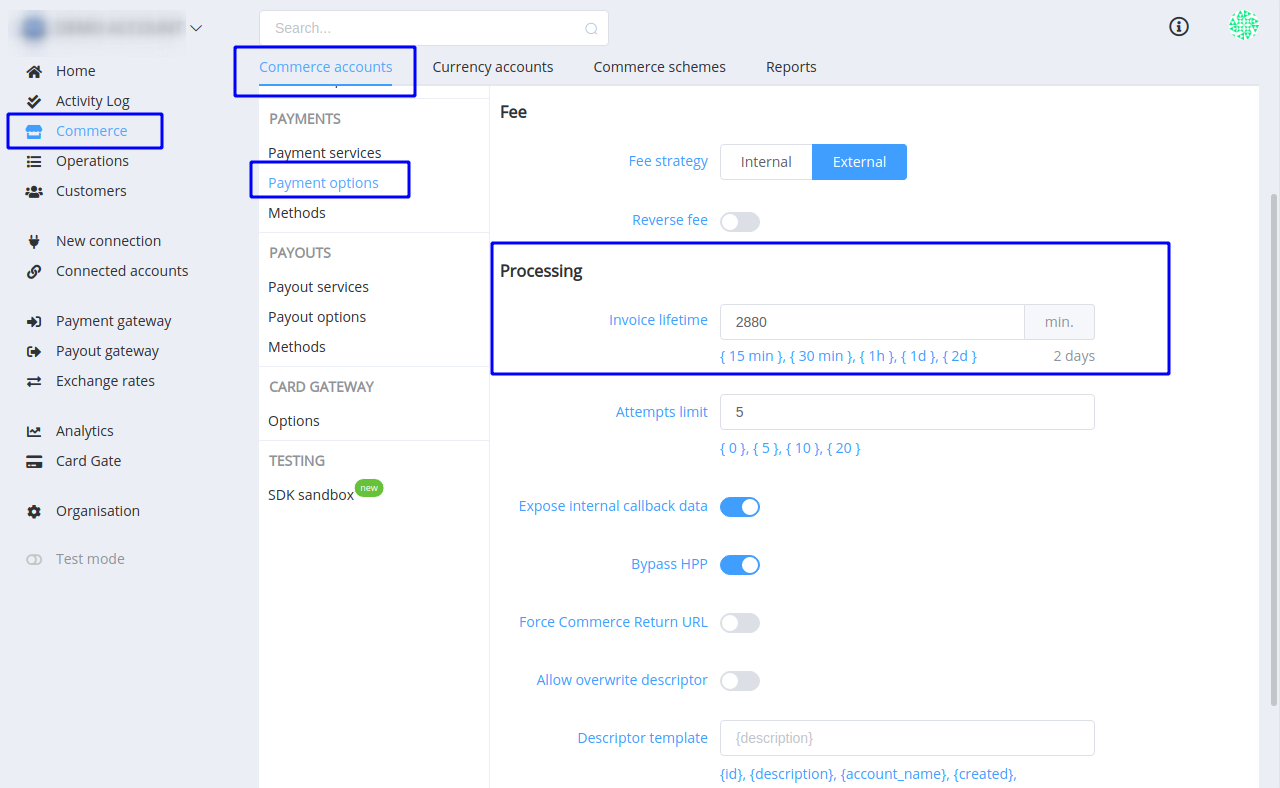 Search...
Home
Activity Log
Commerce
Operations
Customers
New connection
Connected accounts
Payment gateway
Payout gateway
Exchange rates
Analytics
Card Gate
Organisation
Test mode
Commerce accounts
Currency accounts
Commerce schemes
Reports
PAYMENTS
Payment services
Payment options
Methods
PAYOUTS
Payout services
Payout options
Methods
CARD GATEWAY
Options
TESTING
SDK sandbox new
Fee
Fee strategy Internal External
Reverse fee
Processing
Invoice lifetime 2880 min.
{ 15 min }, { 30 min }, { 1h }, { 1d }, { 2d } 2 days
Attempts limit 5
{ 0 }, { 5 }, { 10 }, { 20 }
Expose internal callback data
Bypass HPP
Force Commerce Return URL
Allow overwrite descriptor
Descriptor template {description}
{id}, {description}, {account_name}, {created},